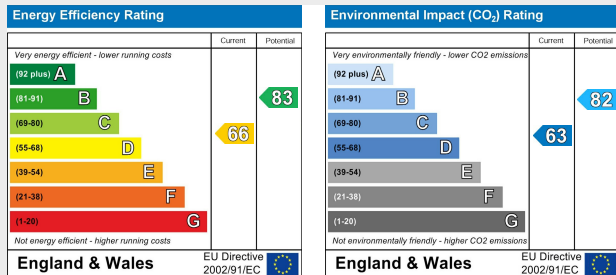 Energy Efficiency Rating
Current Potential
Very energy efficient - lower running costs
(92 plus) A
(81-91) B
83
(69-80) C
66
(55-68) D
(39-54) E
(21-38) F
(1-20) G
Not energy efficient - higher running costs
England & Wales
EU Directive
2002/91/EC
Environmental Impact (CO₂) Rating
Current Potential
Very environmentally friendly - lower CO2 emissions
(92 plus) A
(81-91) B
82
(69-80) C
63
(55-68) D
(39-54) E
(21-38) F
(1-20) G
Not environmentally friendly - higher CO2 emissions
England & Wales
EU Directive
2002/91/EC